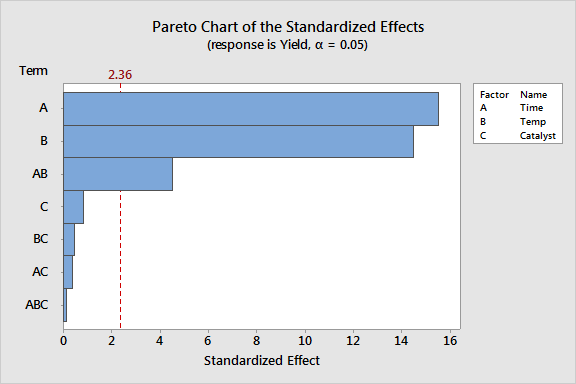 Pareto Chart of the Standardized Effects
(response is Yield, α = 0.05)
Term
2.36
A
B
AB
C
BC
AC
ABC
0 2 4 6 8 10 12 14 16
Standardized Effect
Factor Name
A Time
B Temp
C Catalyst